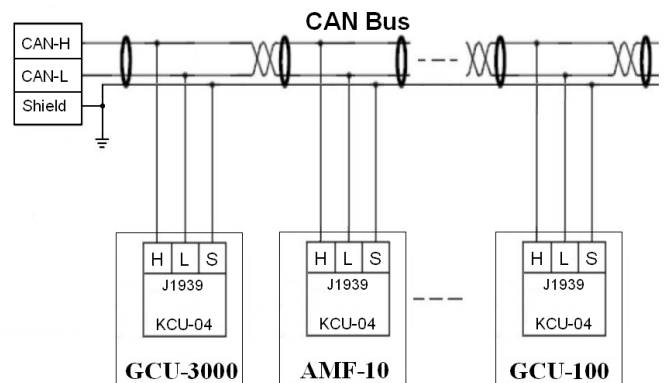 CAN Bus
CAN-H
CAN-L
Shield
H L S
J1939
KCU-04
GCU-3000
H L S
J1939
KCU-04
AMF-10
H L S
J1939
KCU-04
GCU-100